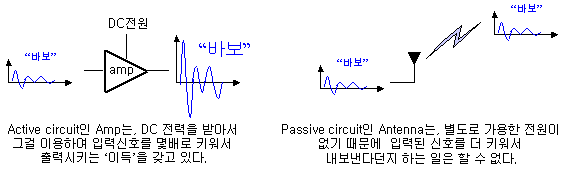 DC전원
"바보"
"바보"
amp
Active circuit인 Amp는, DC 전력을 받아서
그걸 이용하며 입력신호를 몇배로 키워서
출력시키는 '이득'을 갖고 있다.
"바보"
"바보"
Passive circuit인 Antenna는, 별도로 가용한 전원이
없기 때문에 입력된 신호를 더 키워서
내보낸다던지 하는 일은 할 수 없다.